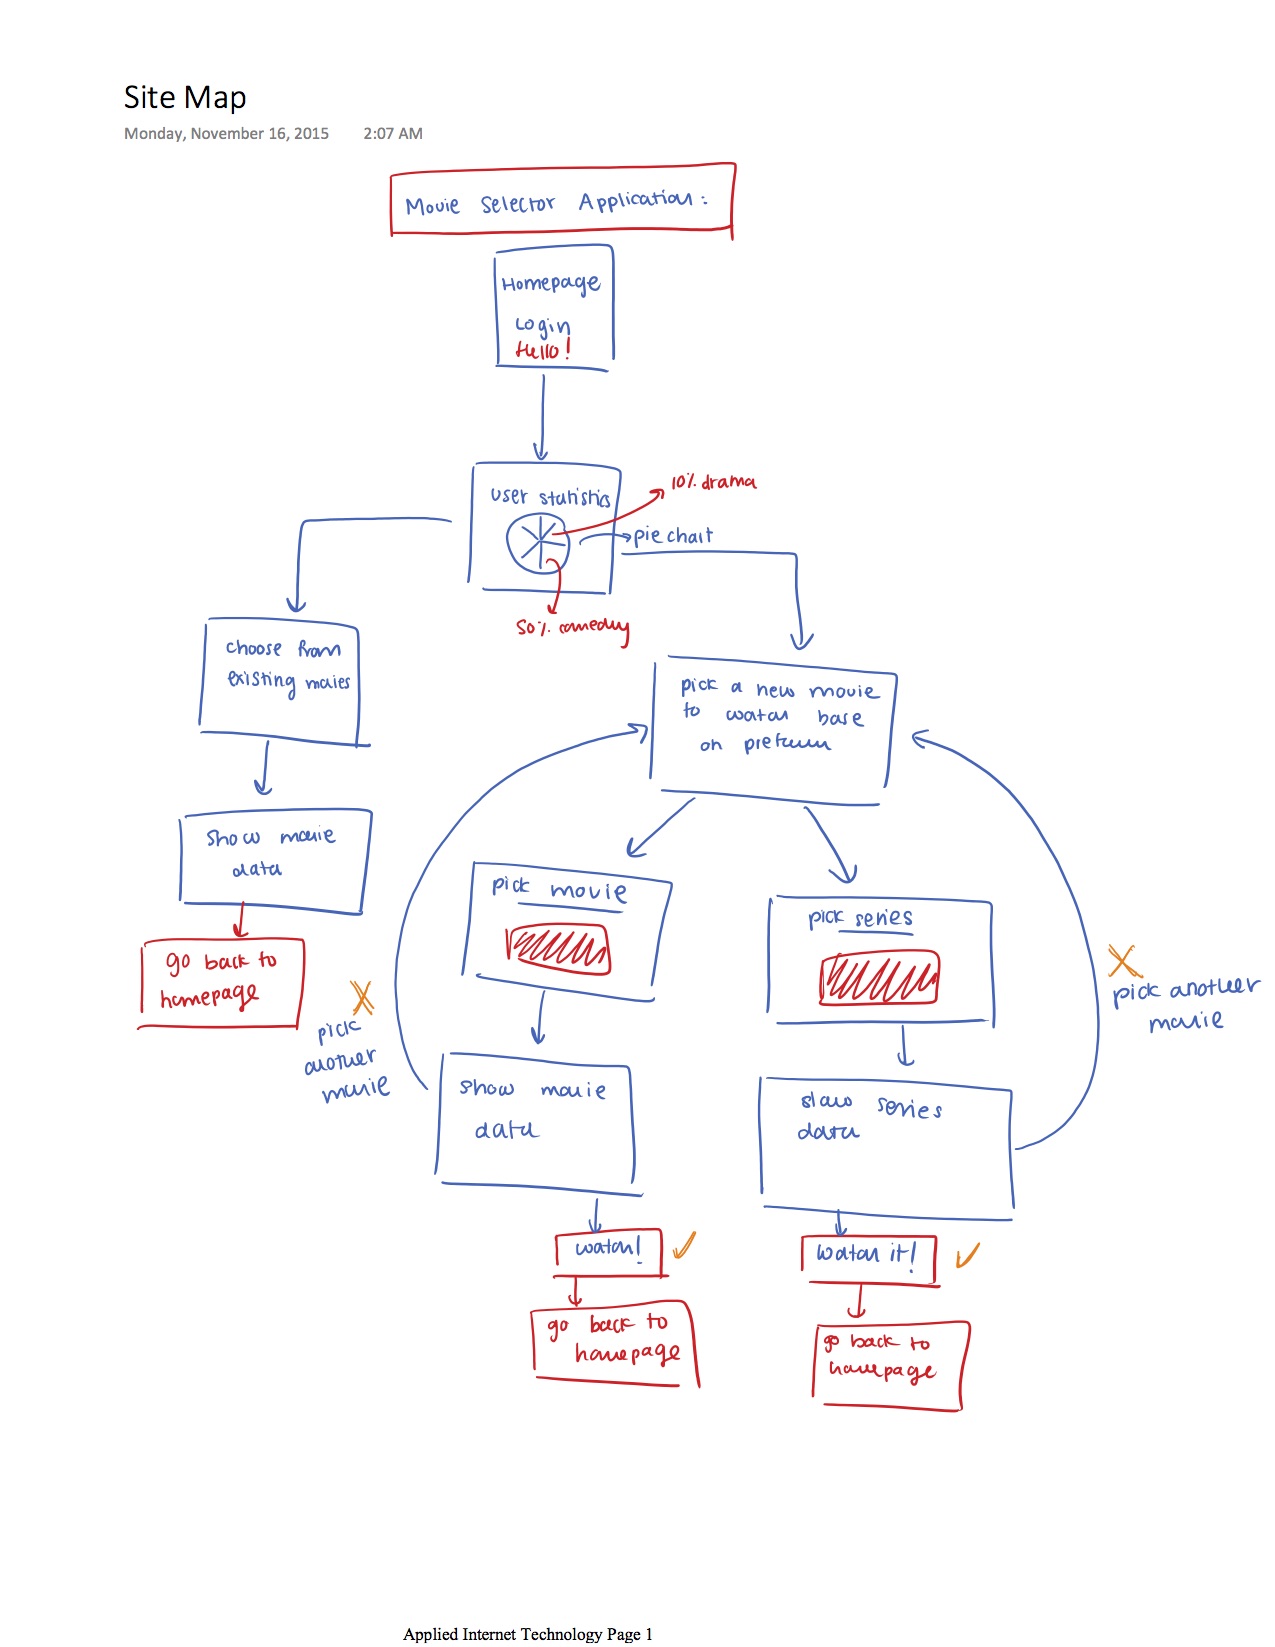 Site Map
Monday, November 16, 2015 2:07 AM
Movie Selector Application:
Homepage
Login
Hello!
user statistics
10% drama
pie chart
50% comedy
choose from
existing movies
pick a new movie
to watch base
on
show movie
data
pick movie
pick series
go back to
homepage
pick
another
movie
pick another
movie
show movie
data
show series
data
watch!
watch it!
go back to
homepage
go back to
homepage
Applied Internet Technology Page 1